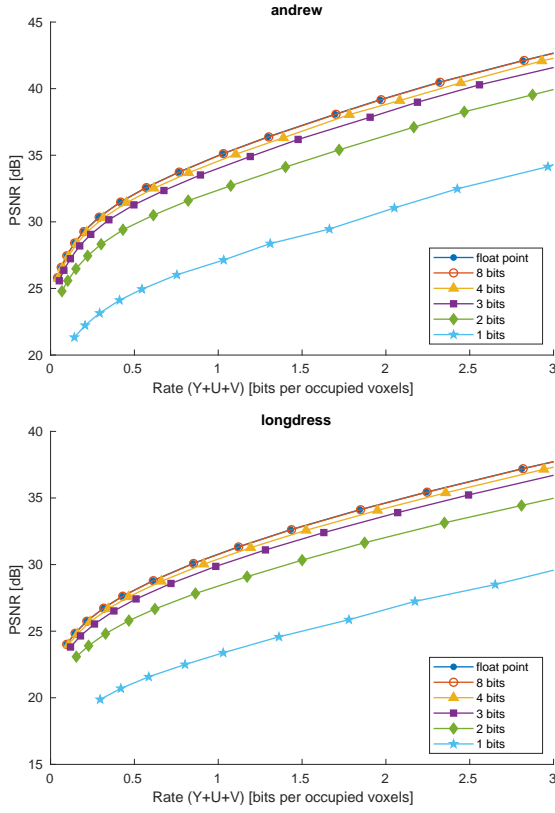 andrew
45
40
35
30
25
20
PSNR [dB]
0
0.5
1
1.5
2
2.5
3
Rate (Y+U+V) [bits per occupied voxels]
float point
8 bits
4 bits
3 bits
2 bits
1 bits
longdress
40
35
30
25
20
15
PSNR [dB]
0
0.5
1
1.5
2
2.5
3
Rate (Y+U+V) [bits per occupied voxels]
float point
8 bits
4 bits
3 bits
2 bits
1 bits